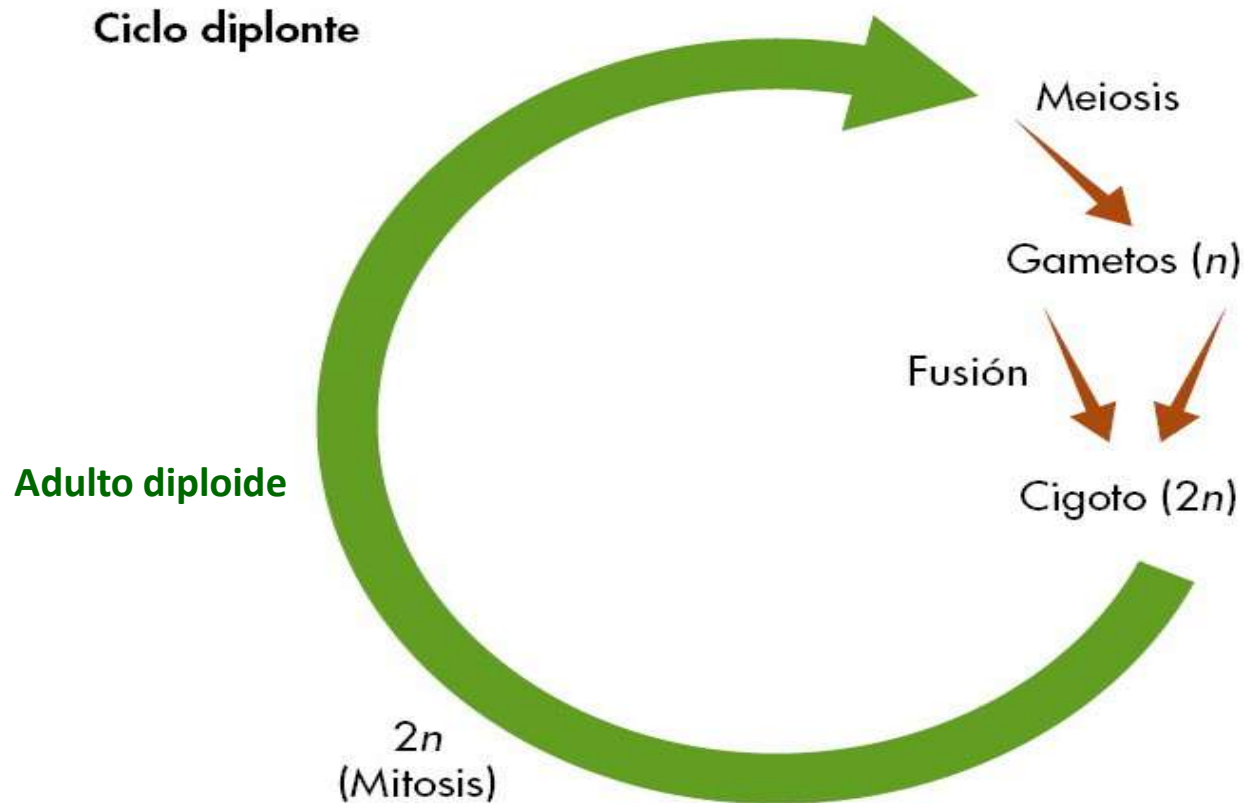 Ciclo diplonte
Meiosis
Gametos (n)
Fusión
Cigoto (2n)
Adulto diploide
2n
(Mitosis)